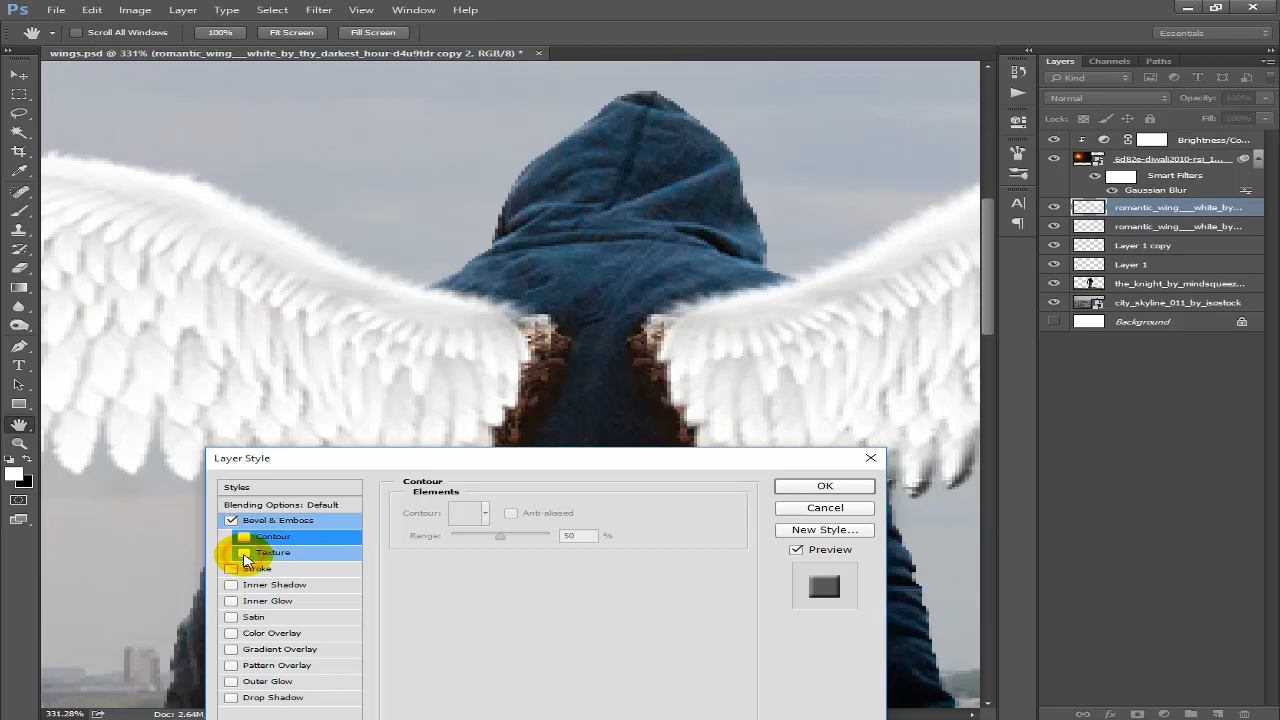 Ps File Edit Image Layer Type Select Filter View Window Help
Scroll All Windows 100% Fit Screen Fill Screen Essentials
wings.psd @ 331% (romantic_wing___white_by_thy_darkest_hour-d4u9tdr copy 2, RGB/8) *
Layers Channels Paths
Kind
Normal Opacity: 100%
Lock: Fill: 100%
Brightness/Co...
6d82e-diwali2010-rsi_1...
Smart Filters
Gaussian Blur
romantic_wing___white_by...
romantic_wing___white_by...
Layer 1 copy
Layer 1
the_knight_by_mindsqueez...
city_skyline_011_by_isostock
Background
Layer Style
Styles
Blending Options: Default
Bevel & Emboss
Contour
Texture
Stroke
Inner Shadow
Inner Glow
Satin
Color Overlay
Gradient Overlay
Pattern Overlay
Outer Glow
Drop Shadow
Contour
Elements
Contour: Anti-aliased
Range: 50 %
OK
Cancel
New Style...
Preview
331.28% Doc: 2.64M